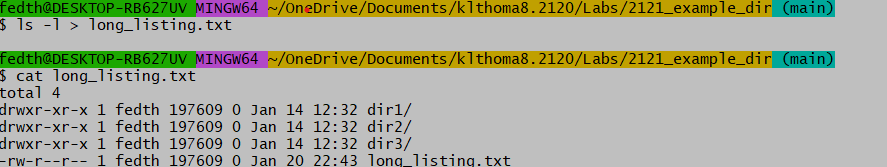 fedth@DESKTOP-RB627UV MINGW64 ~/OneDrive/Documents/klthoma8.2120/Labs/2121_example_dir (main)
$ ls -l > long_listing.txt
fedth@DESKTOP-RB627UV MINGW64 ~/OneDrive/Documents/klthoma8.2120/Labs/2121_example_dir (main)
$ cat long_listing.txt
total 4
drwxr-xr-x 1 fedth 197609 0 Jan 14 12:32 dir1/
drwxr-xr-x 1 fedth 197609 0 Jan 14 12:32 dir2/
drwxr-xr-x 1 fedth 197609 0 Jan 14 12:32 dir3/
-rw-r--r-- 1 fedth 197609 0 Jan 20 22:43 long_listing.txt